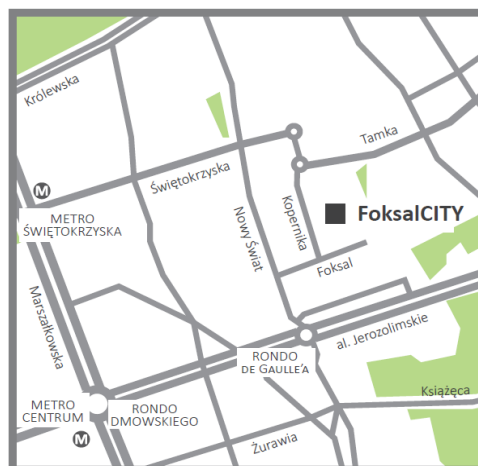 Królewska
Tamka
Świętokrzyska
M
METRO
ŚWIĘTOKRZYSKA
Kopernika
FoksalCITY
Nowy Świat
Foksal
Marszałkowska
al. Jerozolimskie
RONDO
DE GAULLE'A
Książęca
METRO
CENTRUM
RONDO
DMOWSKIEGO
M
Żurawia